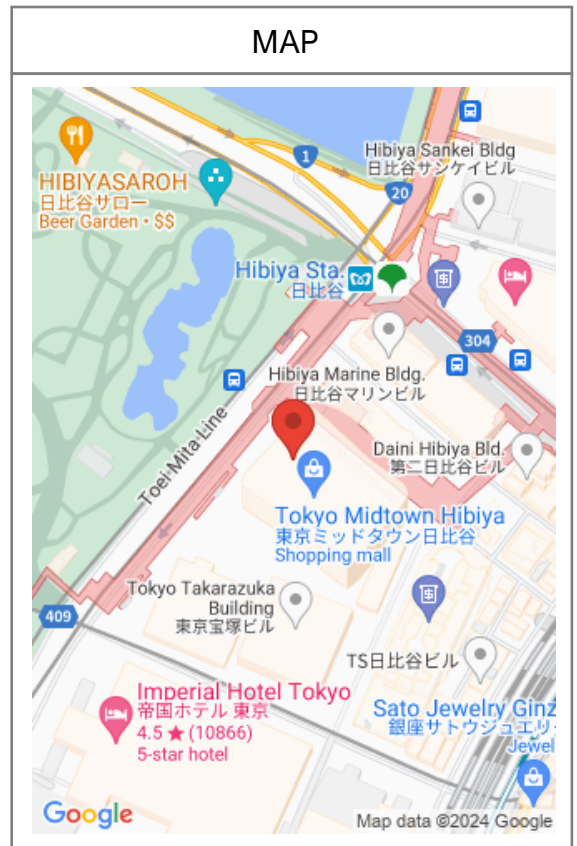 MAP
1
Hibiya Sankei Bldg
日比谷サンケイビル
20
HIBIYASAROH
日比谷サロー
Beer Garden • $$
Hibiya Sta.
日比谷
304
Hibiya Marine Bldg.
日比谷マリンビル
Toei-Mita-Line
Daini Hibiya Bld.
第二日比谷ビル
Tokyo Midtown Hibiya
東京ミッドタウン日比谷
Shopping mall
Tokyo Takarazuka
Building
東京宝塚ビル
409
TS日比谷ビル
Imperial Hotel Tokyo
帝国ホテル 東京
4.5 ★ (10866)
5-star hotel
Sato Jewelry Ginz
銀座サトウジュエリ
Jewel
Google
Map data ©2024 Google